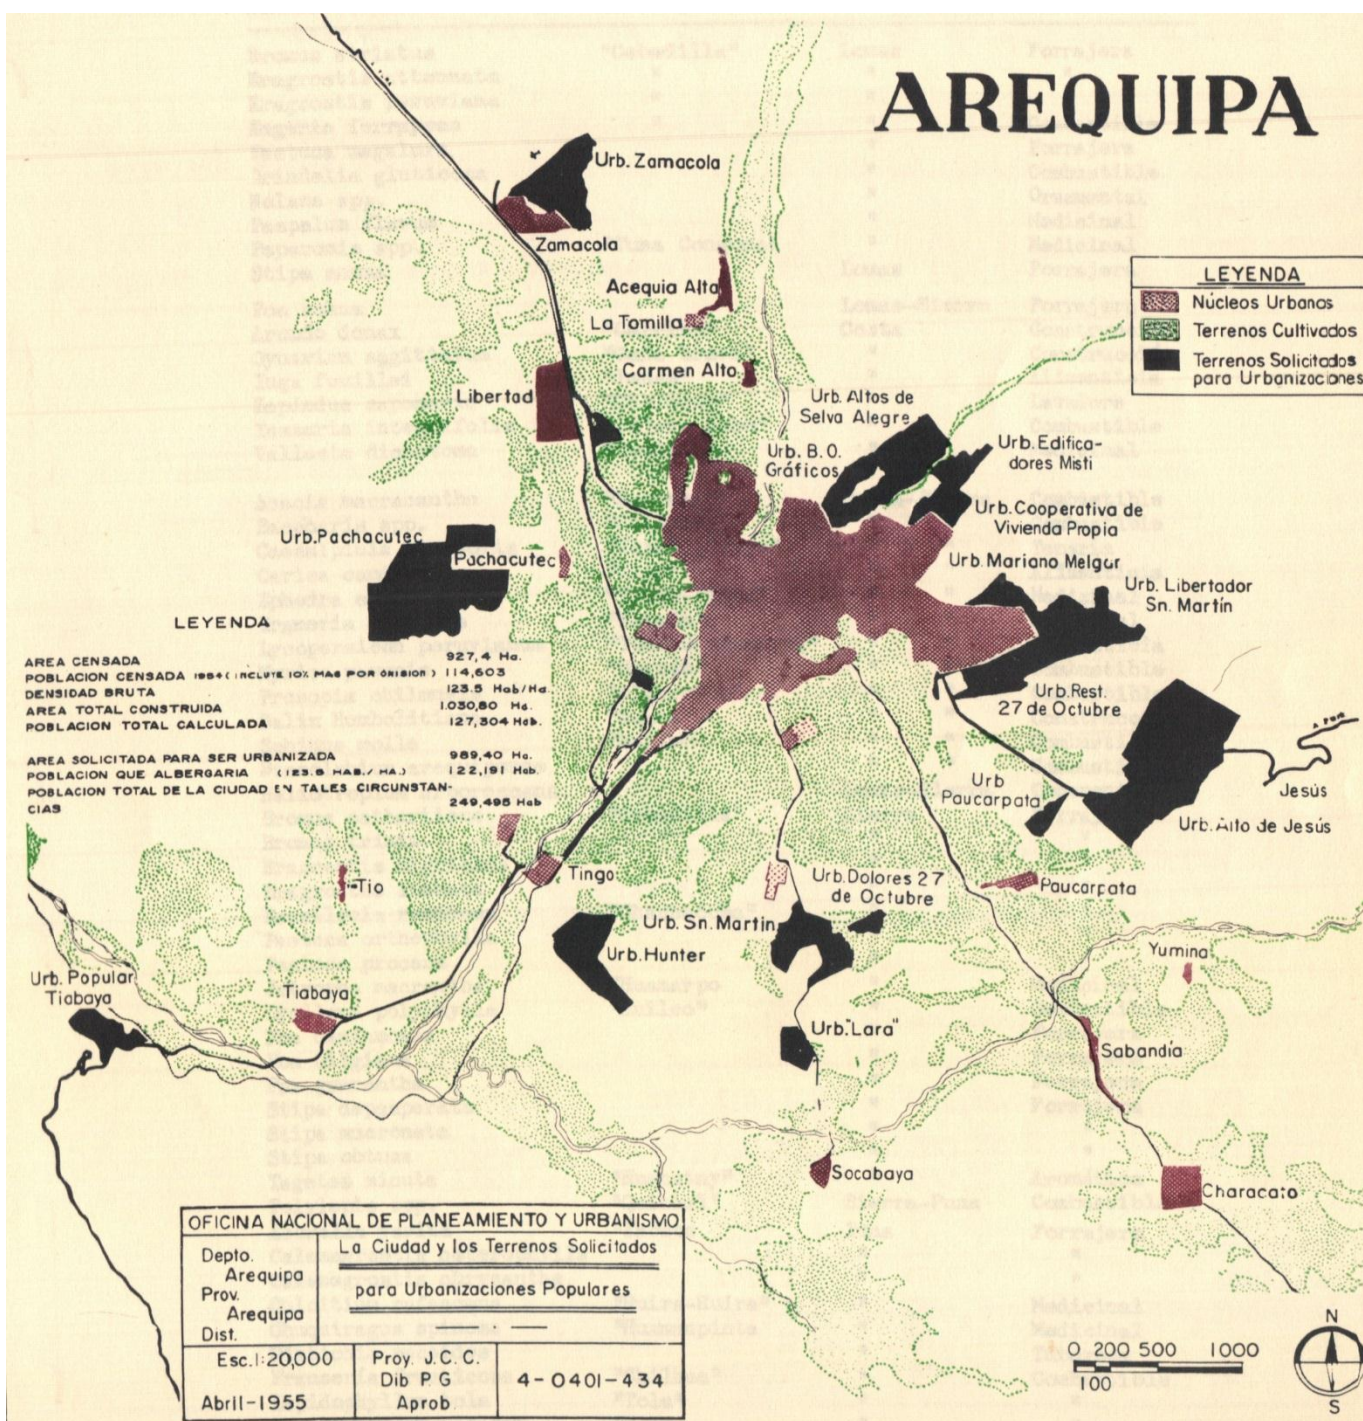 AREQUIPA
Urb. Zamacola
Zamacola
Acequia Alta
La Tomilla
Carmen Alto
Libertad
LEYENDA
Núcleos Urbanos
Terrenos Cultivados
Terrenos Solicitados
para Urbanizaciones
Urb. Altos de
Selva Alegre
Urb. B.O.
Gráficos
Urb. Edifica-
dores Misti
Urb. Cooperativa de
Vivienda Propia
Urb. Mariano Melgar
Urb. Libertador
Sn. Martín
Urb. Pachacutec
Pachacutec
Urb. Rest.
27 de Octubre
Urb
Paucarpata
Jesús
Urb. Alto de Jesús
LEYENDA
AREA CENSADA 927,4 Ha.
POBLACION CENSADA 1954 (INCLUYE 10% MAS POR OMISION) 114,603
DENSIDAD BRUTA 123.5 Hab/Ha.
AREA TOTAL CONSTRUIDA 1.030,80 Ha.
POBLACION TOTAL CALCULADA 127,304 Hab.
AREA SOLICITADA PARA SER URBANIZADA 989,40 Ha.
POBLACION QUE ALBERGARIA (123.5 HAB./HA.) 122,191 Hab.
POBLACION TOTAL DE LA CIUDAD EN TALES CIRCUNSTAN-
CIAS 249,495 Hab
Tio
Tingo
Urb. Dolores 27
de Octubre
Paucarpata
Urb. Sn. Martin
Urb. Hunter
Yumina
Urb. Popular
Tiabaya
Tiabaya
Urb. "Lara"
Sabandía
Socabaya
Characato
OFICINA NACIONAL DE PLANEAMIENTO Y URBANISMO
Depto.
Arequipa
Prov.
Arequipa
Dist.
La Ciudad y los Terrenos Solicitados
para Urbanizaciones Populares
Esc. 1:20,000
Abril-1955
Proy. J.C.C.
Dib P.G
Aprob
4-0401-434
0 200 500 1000
100
N
S